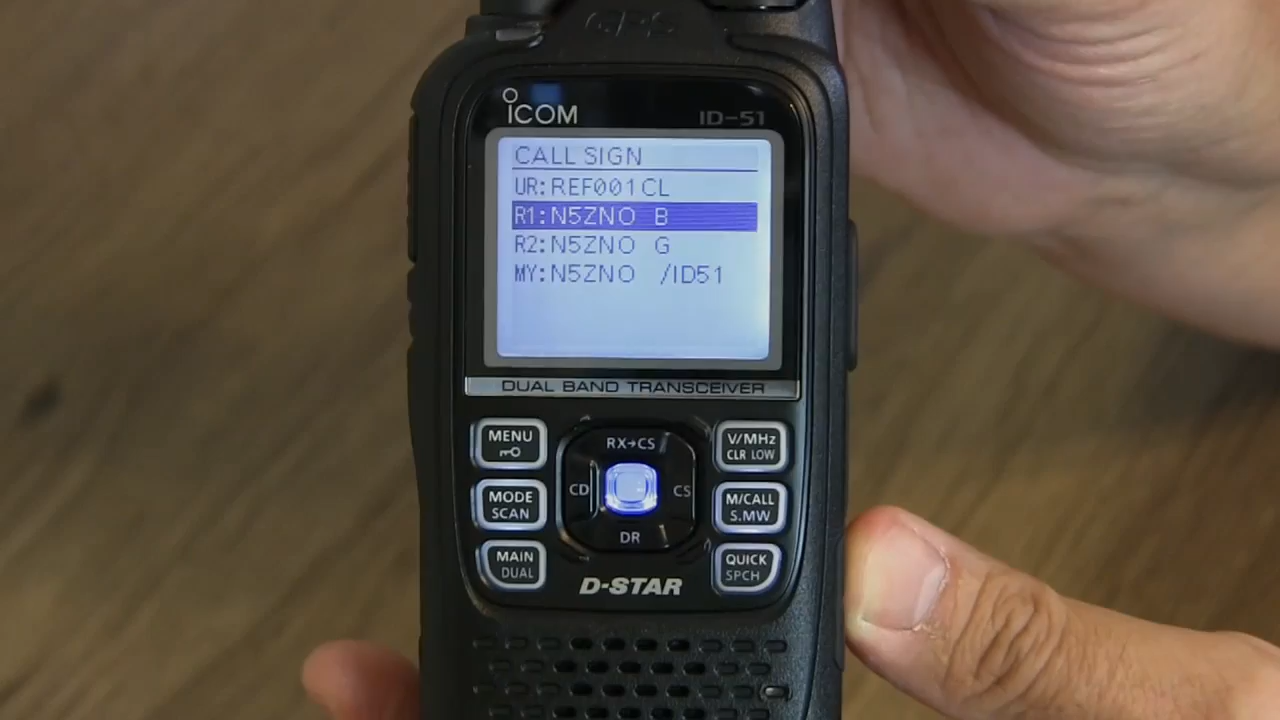 GPS
ICOM
ID-51
CALL SIGN
UR:REF001CL
R1:N5ZNO B
R2:N5ZNO G
MY:N5ZNO /ID51
DUAL BAND TRANSCEIVER
MENU
RX→CS
V/MHz
CLR LOW
MODE
SCAN
CD
CS
M/CALL
S.MW
MAIN
DUAL
DR
QUICK
SPCH
D-STAR